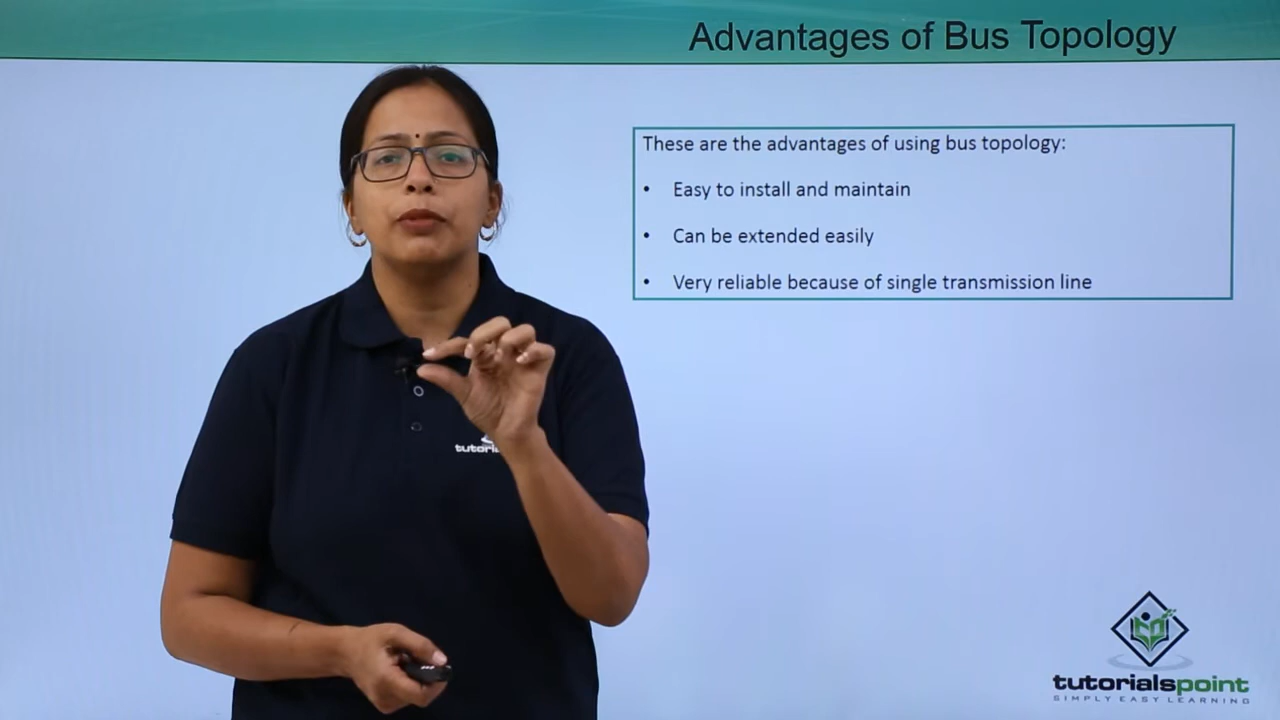 Advantages of Bus Topology
These are the advantages of using bus topology:
• Easy to install and maintain
• Can be extended easily
• Very reliable because of single transmission line
tutorialspoint
SIMPLY EASY LEARNING